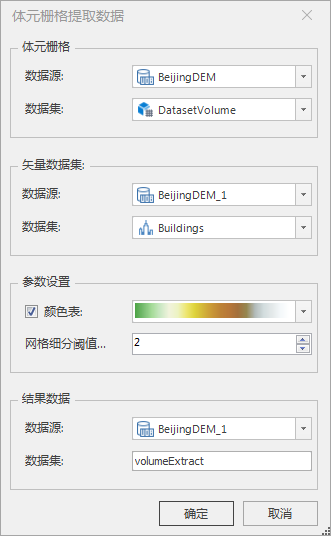 体元栅格提取数据
体元栅格
数据源: BeijingDEM
数据集: DatasetVolume
矢量数据集:
数据源: BeijingDEM_1
数据集: Buildings
参数设置
颜色表:
网格细分阈值... 2
结果数据
数据源: BeijingDEM_1
数据集: volumeExtract
确定 取消